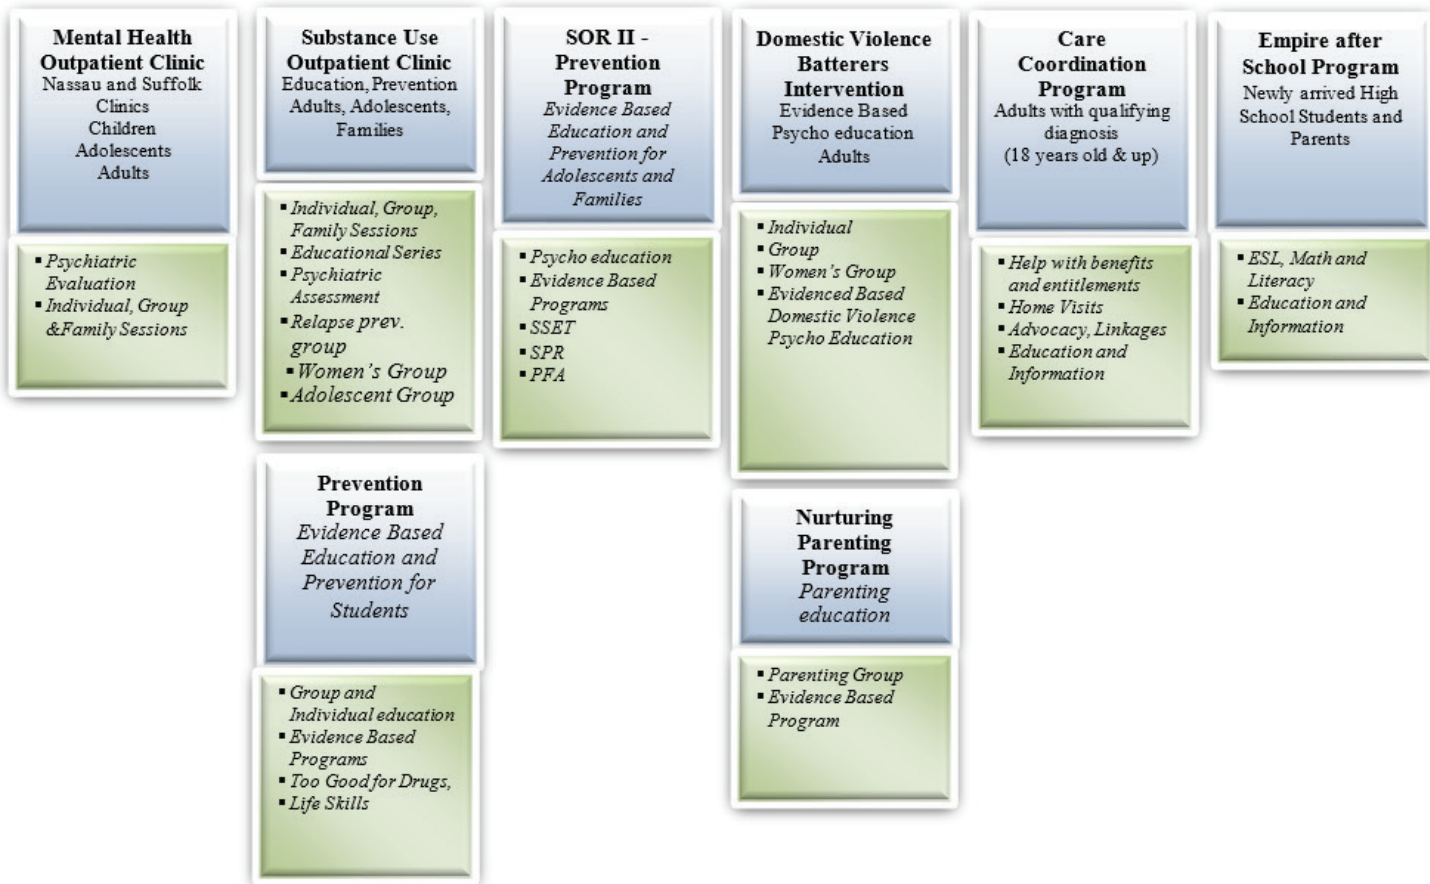 Mental Health
Outpatient Clinic
Nassau and Suffolk
Clinics
Children
Adolescents
Adults
▪ Psychiatric
Evaluation
▪ Individual, Group
&Family Sessions
Substance Use
Outpatient Clinic
Education, Prevention
Adults, Adolescents,
Families
▪ Individual, Group,
Family Sessions
▪ Educational Series
▪ Psychiatric
Assessment
▪ Relapse prev.
group
▪ Women's Group
▪ Adolescent Group
Prevention
Program
Evidence Based
Education and
Prevention for
Students
▪ Group and
Individual education
▪ Evidence Based
Programs
▪ Too Good for Drugs,
▪ Life Skills
SOR II -
Prevention
Program
Evidence Based
Education and
Prevention for
Adolescents and
Families
▪ Psycho education
▪ Evidence Based
Programs
▪ SSET
▪ SPR
▪ PFA
Domestic Violence
Batterers
Intervention
Evidence Based
Psycho education
Adults
▪ Individual
▪ Group
▪ Women's Group
▪ Evidenced Based
Domestic Violence
Psycho Education
Nurturing
Parenting
Program
Parenting
education
▪ Parenting Group
▪ Evidence Based
Program
Care
Coordination
Program
Adults with qualifying
diagnosis
(18 years old & up)
▪ Help with benefits
and entitlements
▪ Home Visits
▪ Advocacy, Linkages
▪ Education and
Information
Empire after
School Program
Newly arrived High
School Students and
Parents
▪ ESL, Math and
Literacy
▪ Education and
Information